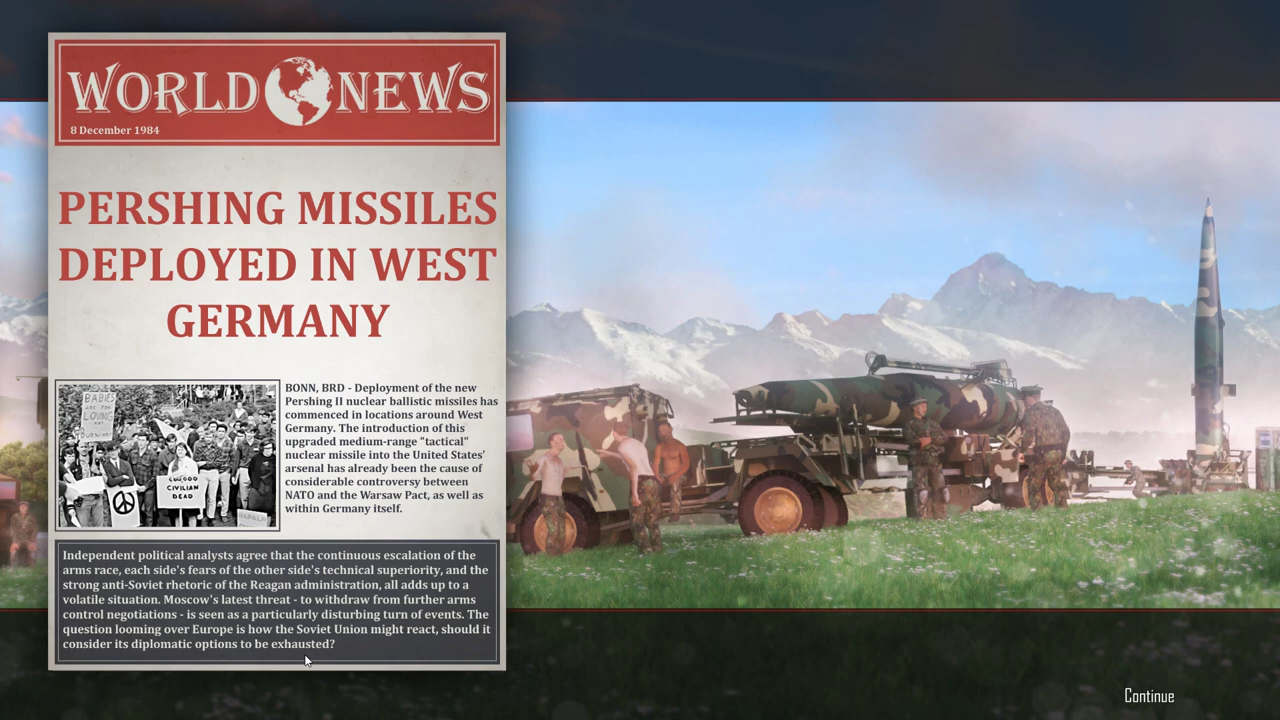 WORLD NEWS
8 December 1984
PERSHING MISSILES
DEPLOYED IN WEST
GERMANY
BABIES
ARE FOR
LOVING
CIVILIAN
DEAD
BONN, BRD - Deployment of the new
Pershing II nuclear ballistic missiles has
commenced in locations around West
Germany. The introduction of this
upgraded medium-range "tactical"
nuclear missile into the United States'
arsenal has already been the cause of
considerable controversy between
NATO and the Warsaw Pact, as well as
within Germany itself.
Independent political analysts agree that the continuous escalation of the
arms race, each side's fears of the other side's technical superiority, and the
strong anti-Soviet rhetoric of the Reagan administration, all adds up to a
volatile situation. Moscow's latest threat - to withdraw from further arms
control negotiations - is seen as a particularly disturbing turn of events. The
question looming over Europe is how the Soviet Union might react, should it
consider its diplomatic options to be exhausted?
Continue